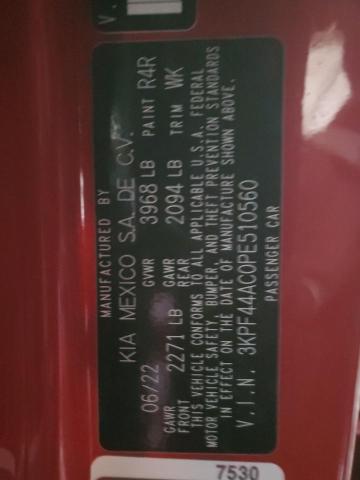 MANUFACTURED BY
KIA MEXICO S.A. DE C.V.
06/22 GVWR 3968 LB PAINT R4R
GAWR FRONT 2271 LB GAWR REAR 2094 LB TRIM WK
THIS VEHICLE CONFORMS TO ALL APPLICABLE U.S.A. FEDERAL
MOTOR VEHICLE SAFETY, BUMPER, AND THEFT PREVENTION STANDARDS
IN EFFECT ON THE DATE OF MANUFACTURE SHOWN ABOVE.
V.I.N. 3KPF44AC0PE510560
PASSENGER CAR
7530
V.